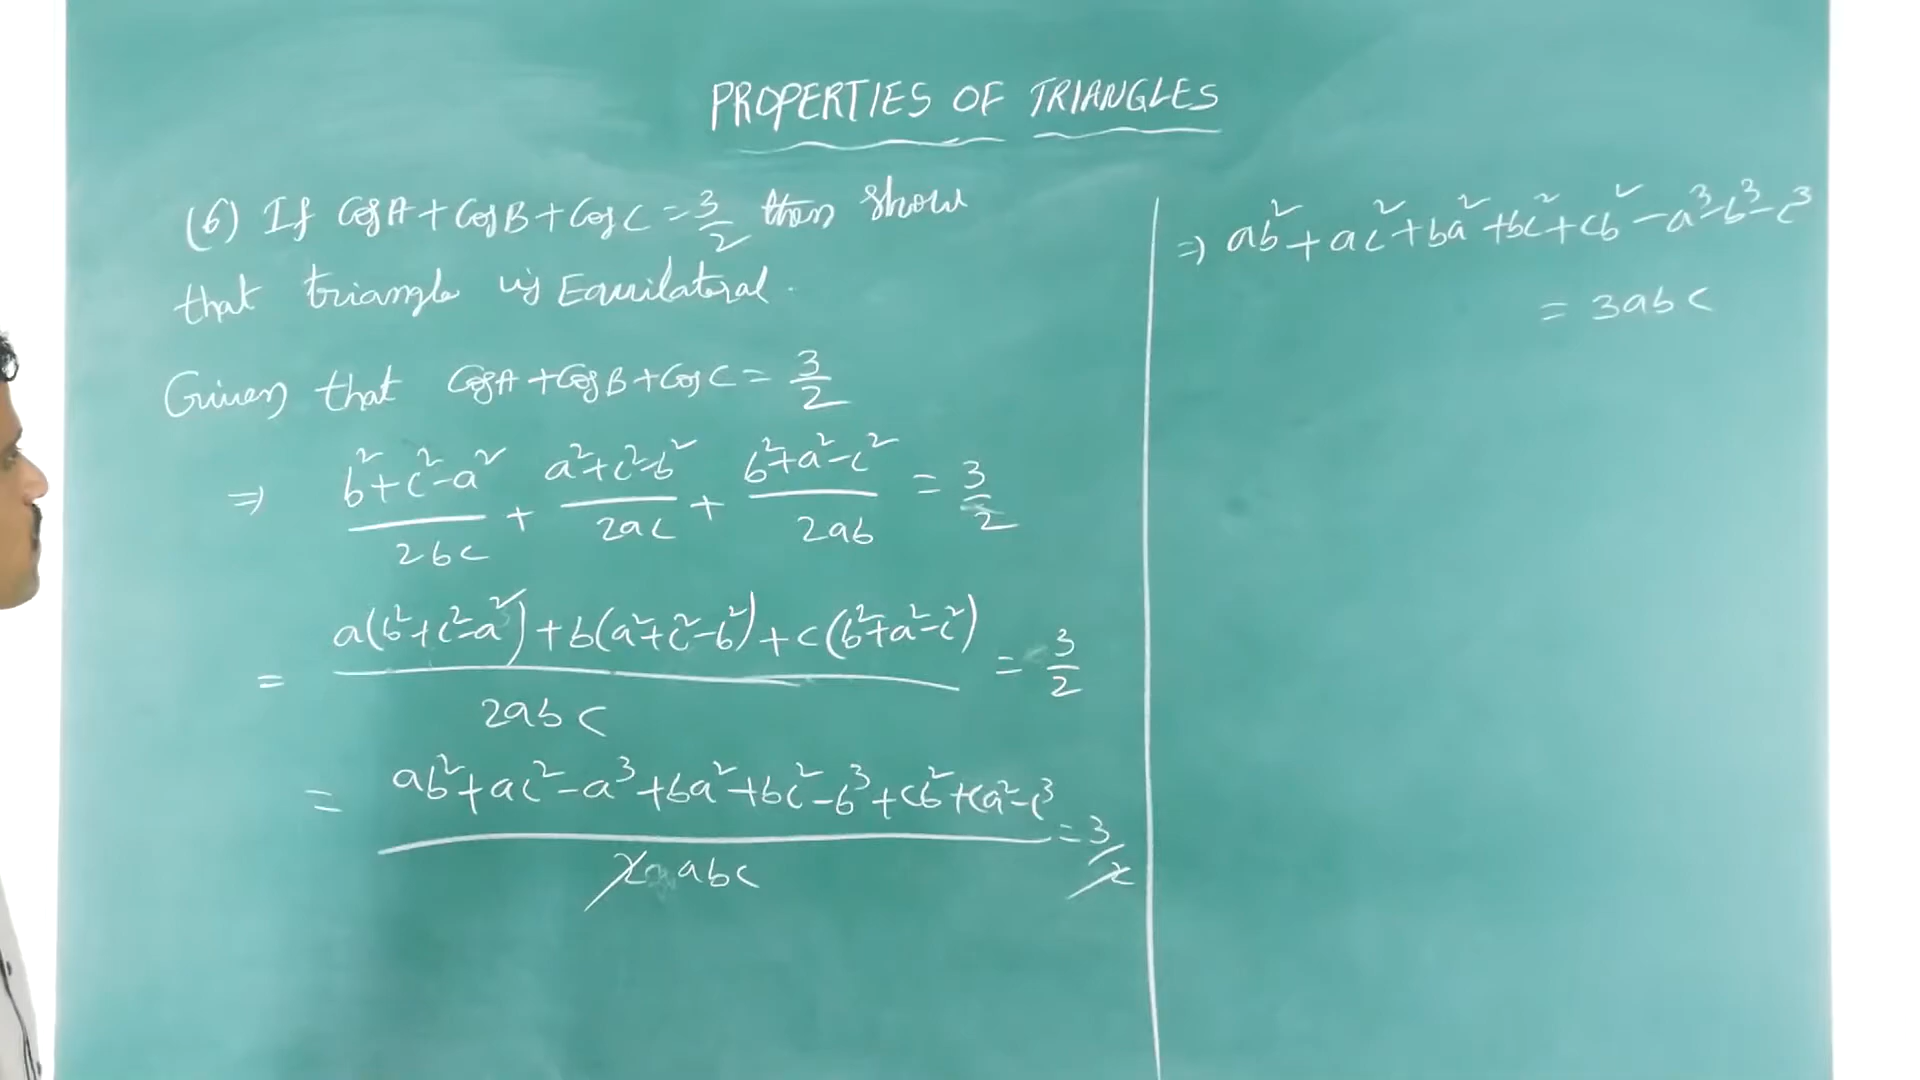 PROPERTIES OF TRIANGLES
(6) If CosA + CosB + CosC = 3/2 then show
that triangle is Equilateral.
Given that CosA + CosB + CosC = 3/2
⇒ (b²+c²-a²)/2bc + (a²+c²-b²)/2ac + (b²+a²-c²)/2ab = 3/2
= (a(b²+c²-a²)+b(a²+c²-b²)+c(b²+a²-c²))/2abc = 3/2
= (ab²+ac²-a³+ba²+bc²-b³+cb²+ca²-c³)/2abc = 3/2
⇒ ab²+ac²+ba²+bc²+cb²-a³-b³-c³
= 3abc